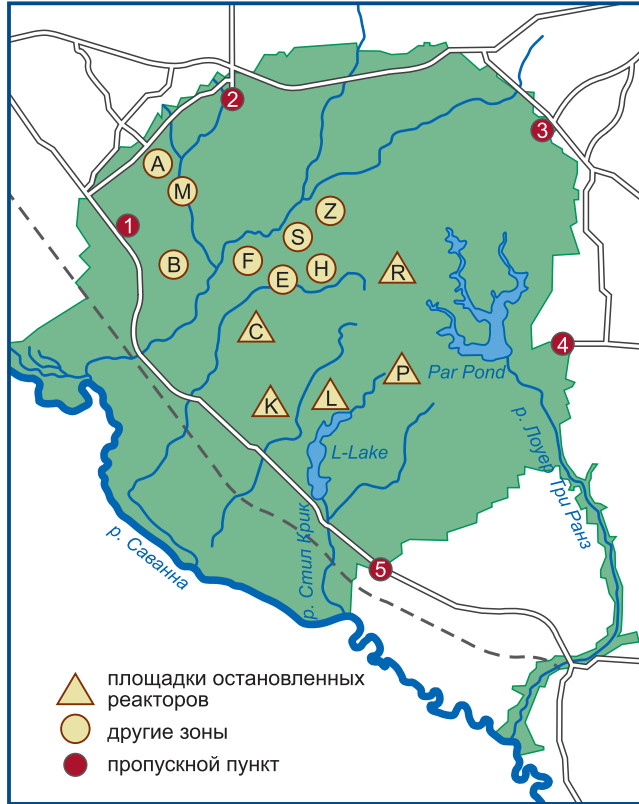 2
3
A
M
Z
1
S
B
F
H
E
R
C
4
Par Pond
P
K
L
р. Лоуер Три Ранз
L-Lake
р. Саванна
р. Стил Крик
5
площадки остановленных
реакторов
другие зоны
пропускной пункт